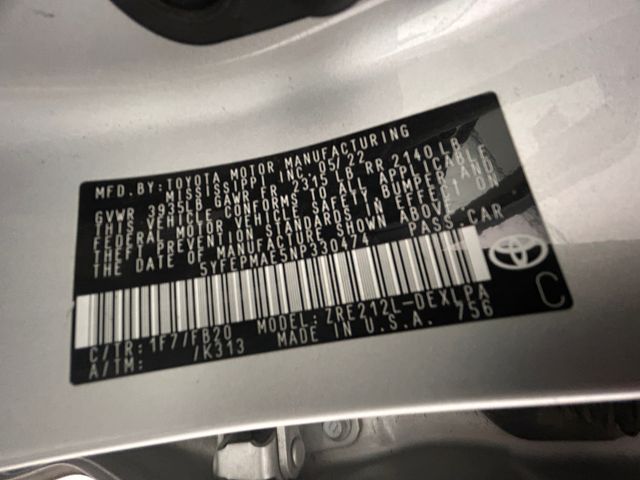 MFD. BY: TOYOTA MOTOR MANUFACTURING
MISSISSIPPI, INC. 05/22
GVWR 3935LB GAWR FR 2315 LB RR 2140 LB
THIS VEHICLE CONFORMS TO ALL APPLICABLE
FEDERAL MOTOR VEHICLE SAFETY BUMPER AND
THEFT PREVENTION STANDARDS IN EFFECT ON
THE DATE OF MANUFACTURE SHOWN ABOVE.
5YFEPMAE5NP330474 PASS.CAR
C/TR: 1F7/FB20 MODEL: ZRE212L-DEXLPA
A/TM: /K313 MADE IN U.S.A. 756
C